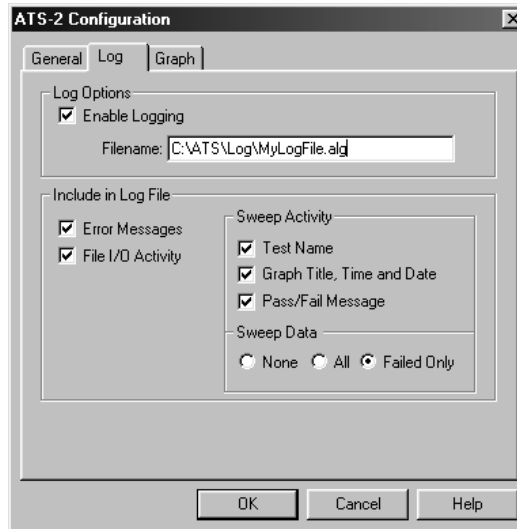 ATS-2 Configuration
General Log Graph
Log Options
Enable Logging
Filename: C:\ATS\Log\MyLogFile.alg
Include in Log File
Error Messages
File I/O Activity
Sweep Activity
Test Name
Graph Title, Time and Date
Pass/Fail Message
Sweep Data
None All Failed Only
OK Cancel Help